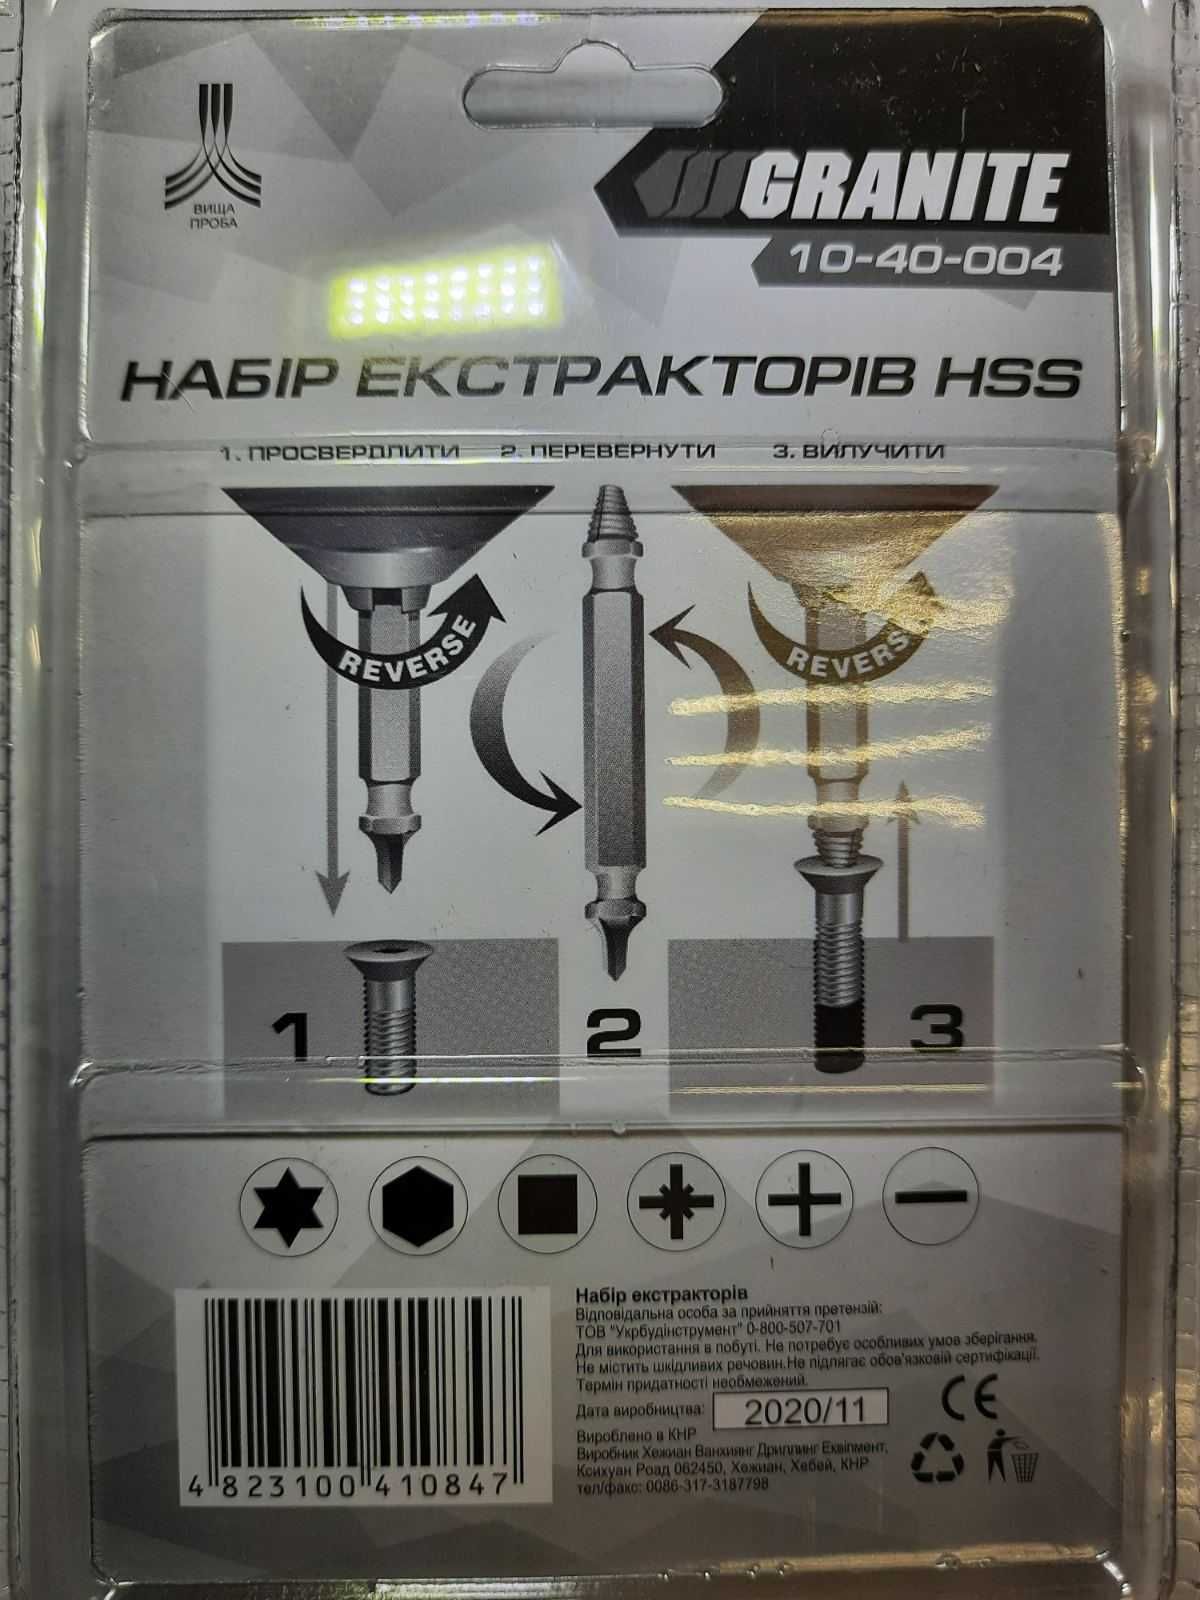 ВИЩА
ПРОБА
GRANITE
10-40-004
НАБІР ЕКСТРАКТОРІВ HSS
1. ПРОСВЕРДЛИТИ 2. ПЕРЕВЕРНУТИ 3. ВИЛУЧИТИ
REVERSE
REVERSE
1 2 3
Набір екстракторів
Відповідальна особа за прийняття претензій:
ТОВ "Укрбудінструмент" 0-800-507-701
Для використання в побуті. Не потребує особливих умов зберігання.
Не містить шкідливих речовин.Не підлягає обов'язковій сертифікації.
Термін придатності необмежений.
Дата виробництва: 2020/11
CE
Вироблено в КНР
Виробник Хежиан Ванхиянг Дриллинг Еквіпмент,
Ксихуан Роад 062450, Хежиан, Хебей, КНР
тел/факс: 0086-317-3187798
4 823100 410847